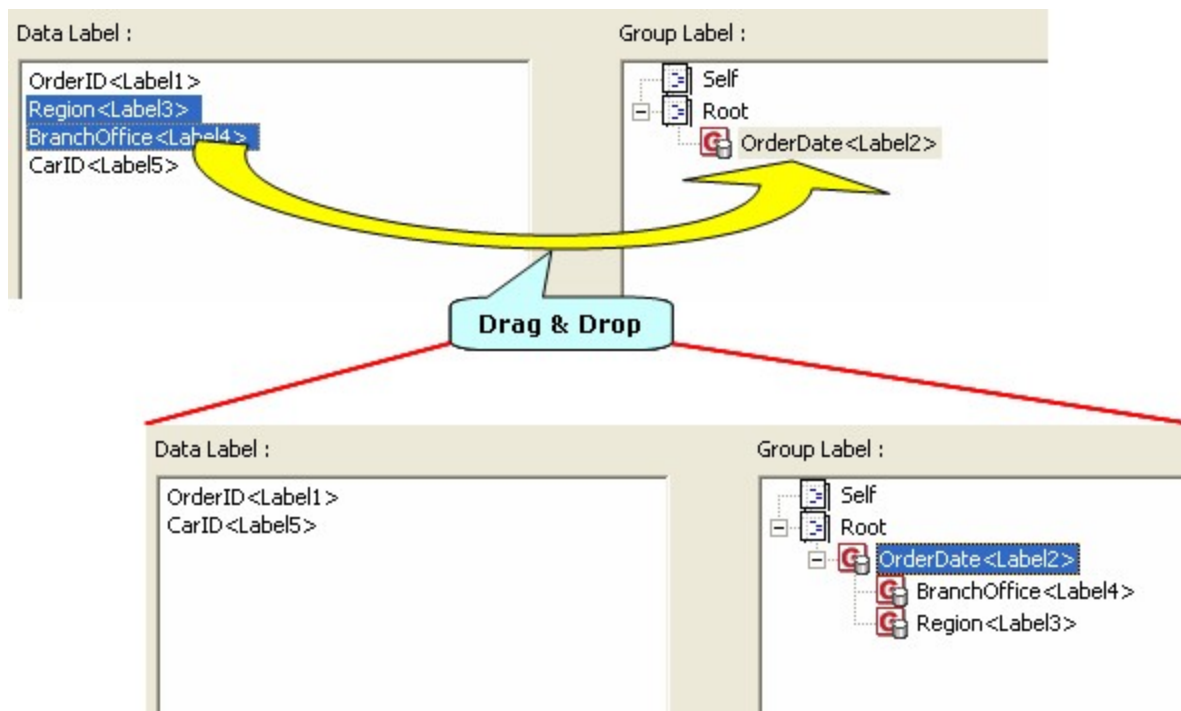 Data Label :
OrderID<Label1>
Region<Label3>
BranchOffice<Label4>
CarID<Label5>
Group Label :
Self
Root
OrderDate<Label2>
Drag & Drop
Data Label :
OrderID<Label1>
CarID<Label5>
Group Label :
Self
Root
OrderDate<Label2>
BranchOffice<Label4>
Region<Label3>